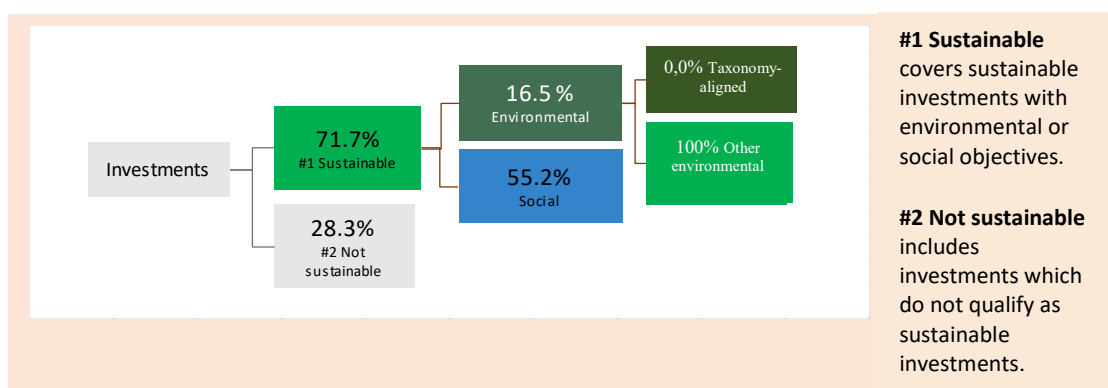 Investments
71.7%
#1 Sustainable
28.3%
#2 Not
sustainable
16.5 %
Environmental
55.2%
Social
0,0% Taxonomy-
aligned
100% Other
environmental
#1 Sustainable
covers sustainable
investments with
environmental or
social objectives.
#2 Not sustainable
includes
investments which
do not qualify as
sustainable
investments.